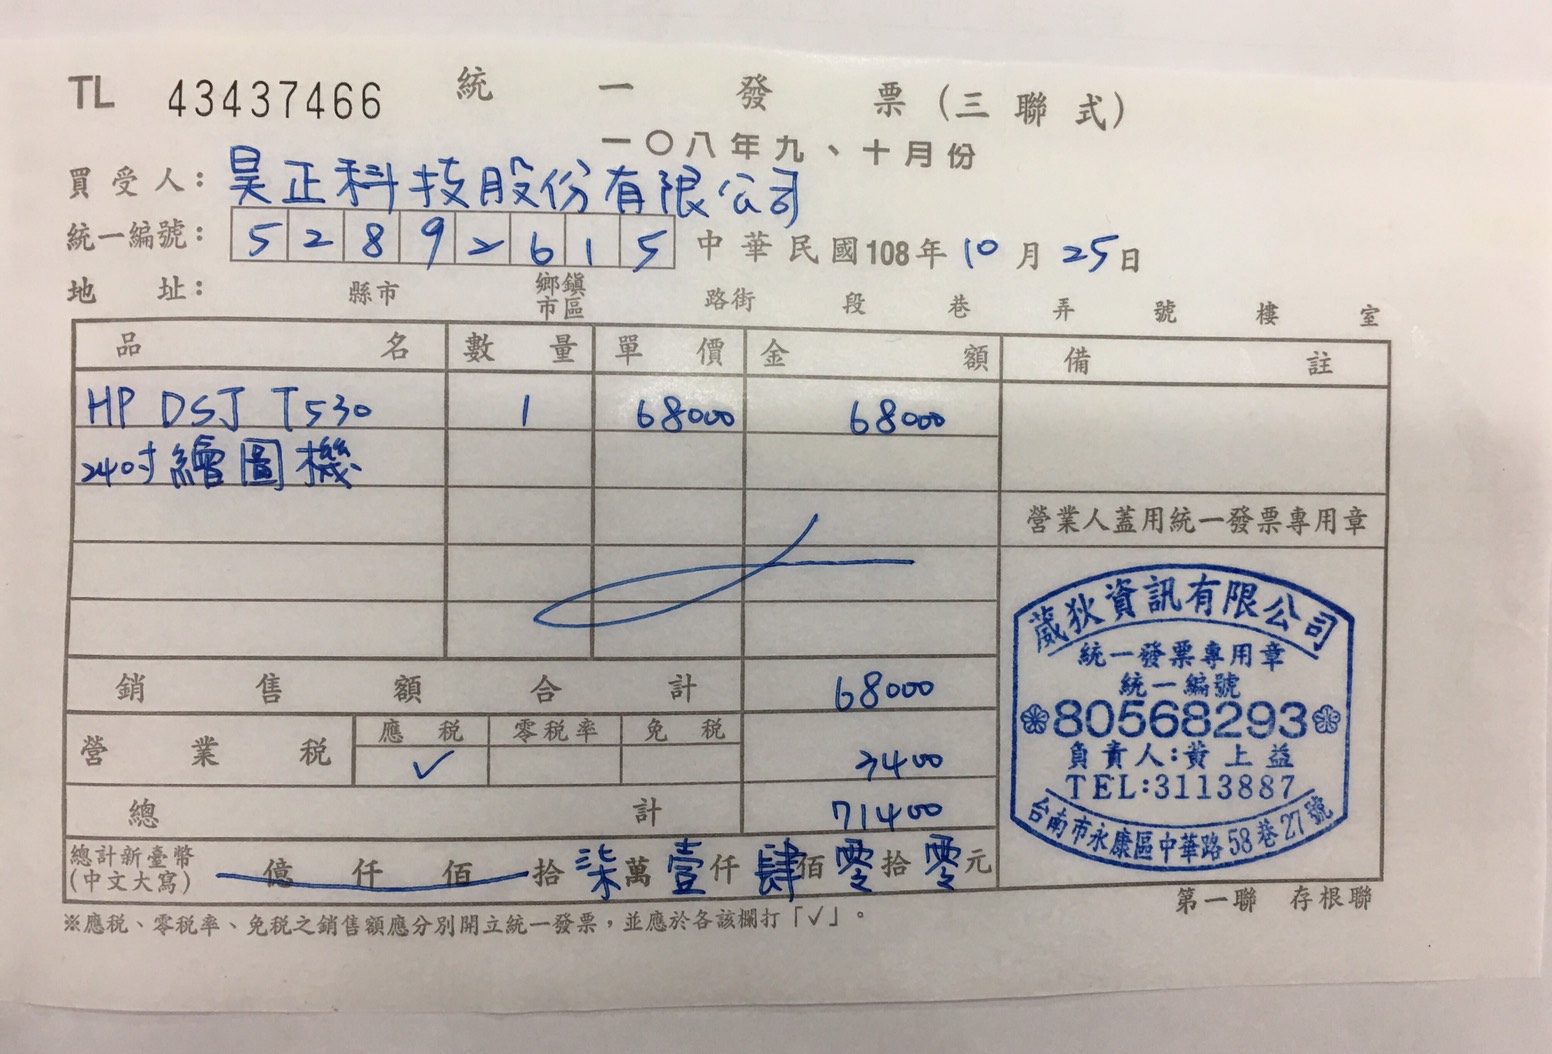 TL 43437466 統一發票(三聯式)
一〇八年九、十月份
買受人：昊正科技股份有限公司
統一編號：52892615 中華民國108年10月25日
地址： 縣市 鄉鎮市區 路街 段 巷 弄 號 樓 室
品名 數量 單價 金額 備註
HP DSJ T530 1 68000 68000
24吋繪圖機
營業人蓋用統一發票專用章
葳狄資訊有限公司
統一發票專用章
統一編號
80568293
負責人:黃上益
TEL:3113887
台南市永康區中華路58巷27號
銷售額合計 68000
營業稅 應稅 零稅率 免稅
✓ 3400
總計 71400
總計新臺幣
(中文大寫) 億仟佰拾柒萬壹仟肆佰零拾零元
第一聯 存根聯
※應稅、零稅率、免稅之銷售額應分別開立統一發票，並應於各該欄打「✓」。